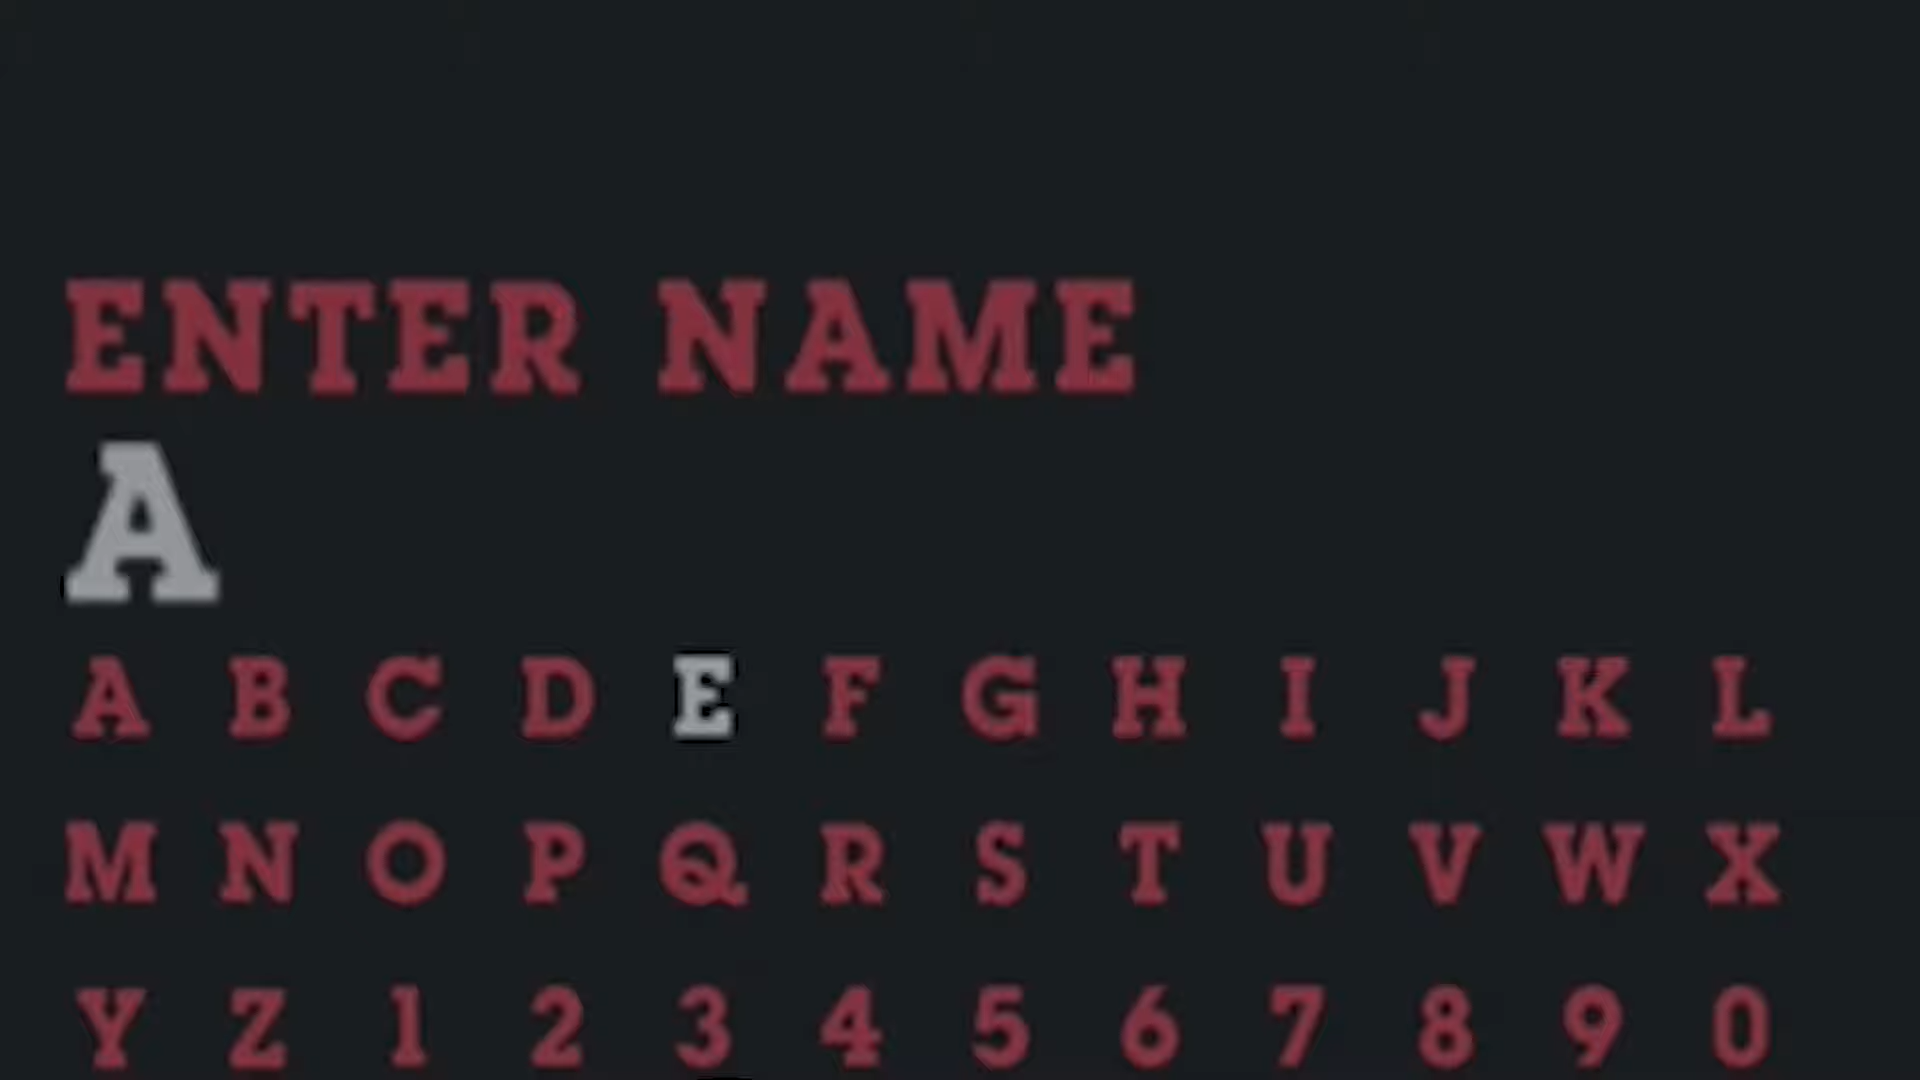 ENTER NAME
A
A B C D E F G H I J K L
M N O P Q R S T U V W X
Y Z 1 2 3 4 5 6 7 8 9 0